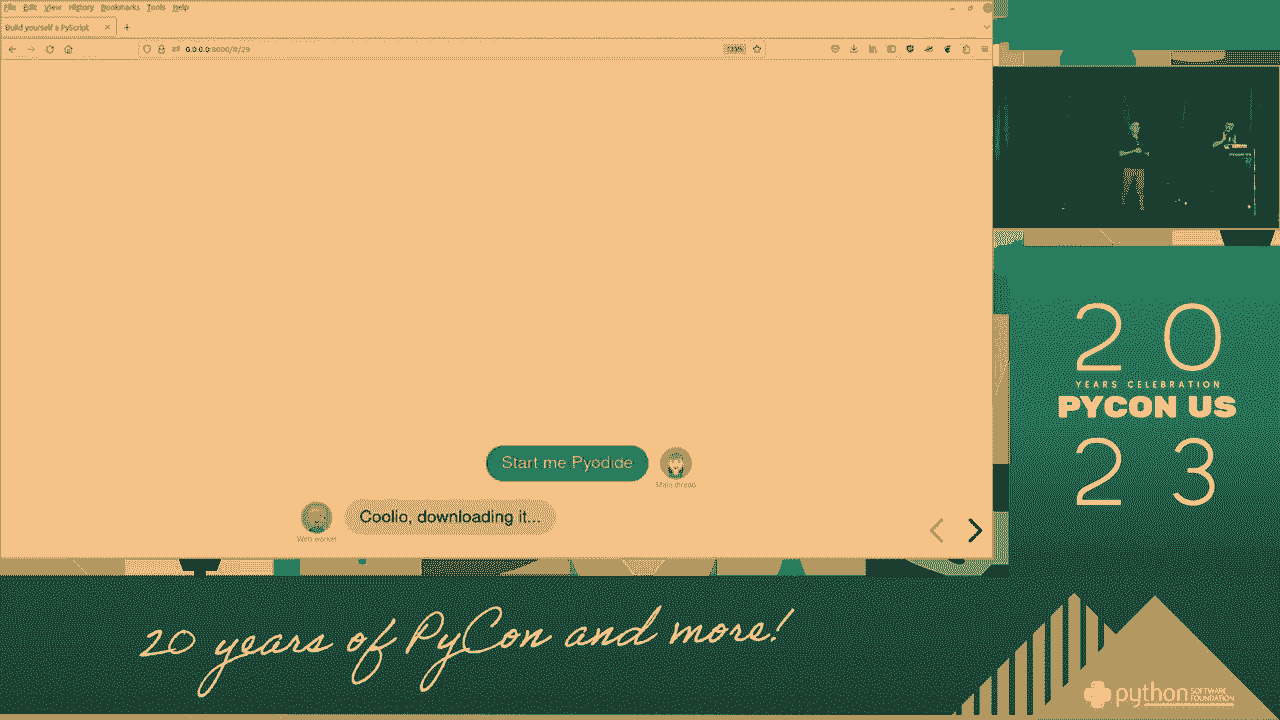 File Edit View History Bookmarks Tools Help
Build yourself a PyScript
0.0.0.0:8000/#/29
Start me Pyodide
Main thread
Coolio, downloading it...
Web worker
20
YEARS CELEBRATION
PYCON US
23
20 years of PyCon and more!
python SOFTWARE FOUNDATION